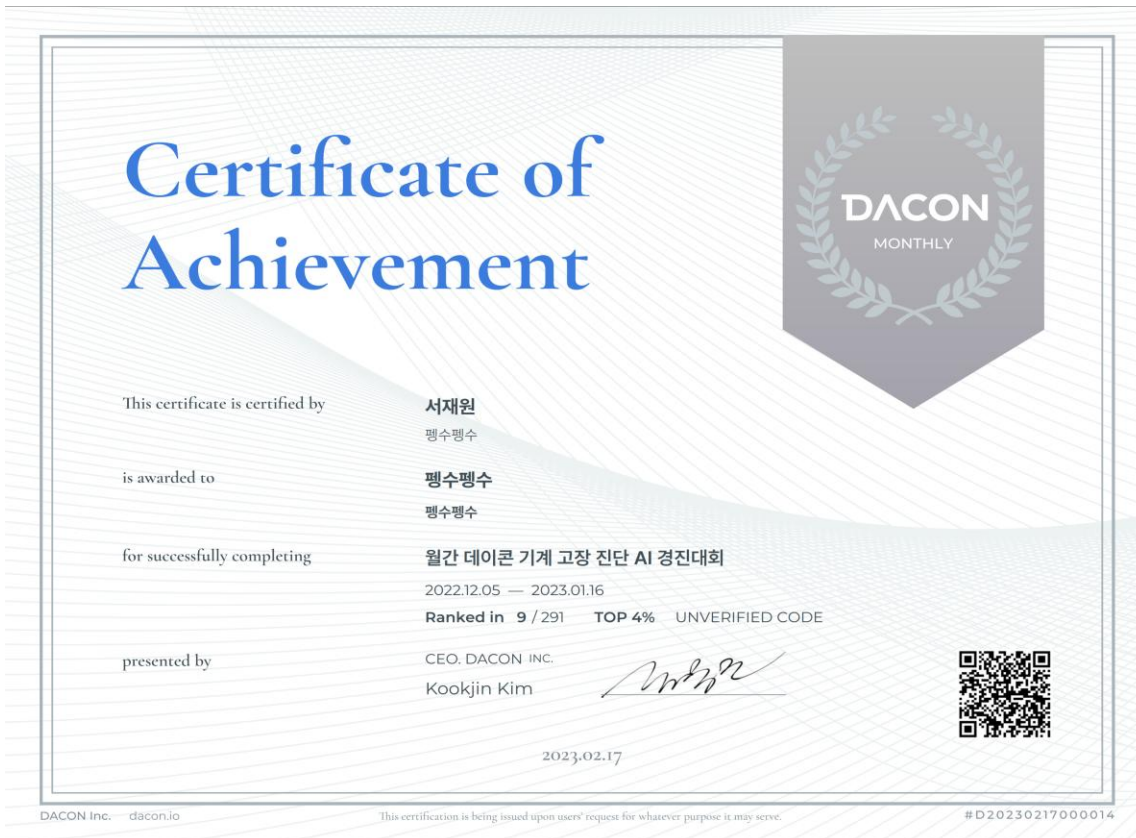 Certificate of
Achievement
DACON
MONTHLY
This certificate is certified by 서재원
펭수펭수
is awarded to 펭수펭수
펭수펭수
for successfully completing 월간 데이콘 기계 고장 진단 AI 경진대회
2022.12.05 — 2023.01.16
Ranked in 9 / 291 TOP 4% UNVERIFIED CODE
presented by CEO. DACON INC.
Kookjin Kim
2023.02.17
DACON Inc. dacon.io This certification is being issued upon users' request for whatever purpose it may serve. #D20230217000014